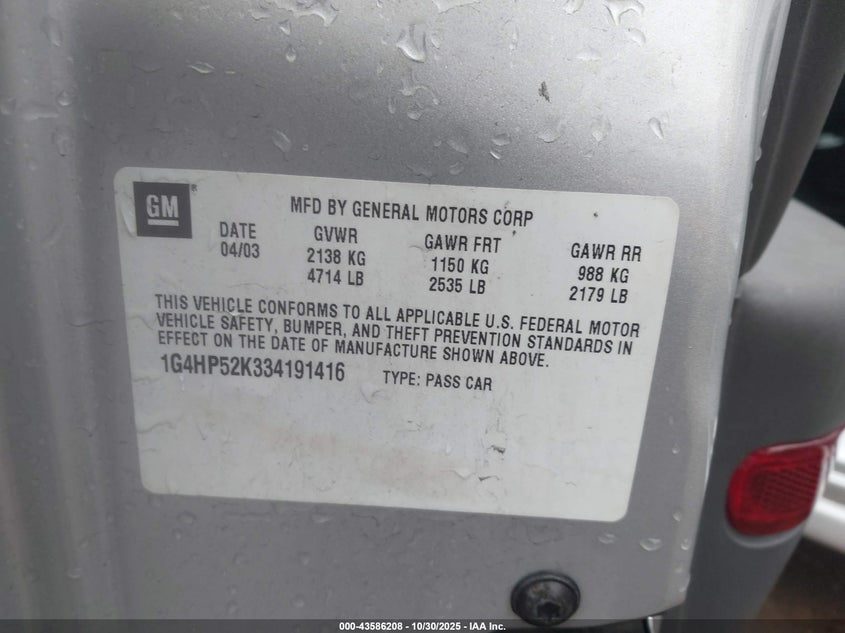 GM
MFD BY GENERAL MOTORS CORP
DATE GVWR GAWR FRT GAWR RR
04/03 2138 KG 1150 KG 988 KG
4714 LB 2535 LB 2179 LB
THIS VEHICLE CONFORMS TO ALL APPLICABLE U.S. FEDERAL MOTOR
VEHICLE SAFETY, BUMPER, AND THEFT PREVENTION STANDARDS IN
EFFECT ON THE DATE OF MANUFACTURE SHOWN ABOVE.
1G4HP52K334191416 TYPE: PASS CAR
000-43586208 - 10/30/2025 - IAA Inc.